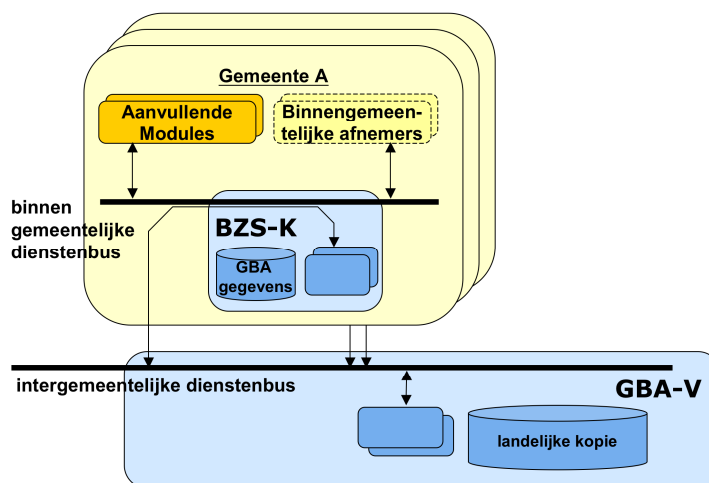 Gemeente A
Aanvullende
Modules
Binnengemeen-
telijke afnemers
binnen
gemeentelijke
dienstenbus
BZS-K
GBA
gegevens
intergemeentelijke dienstenbus
GBA-V
landelijke kopie